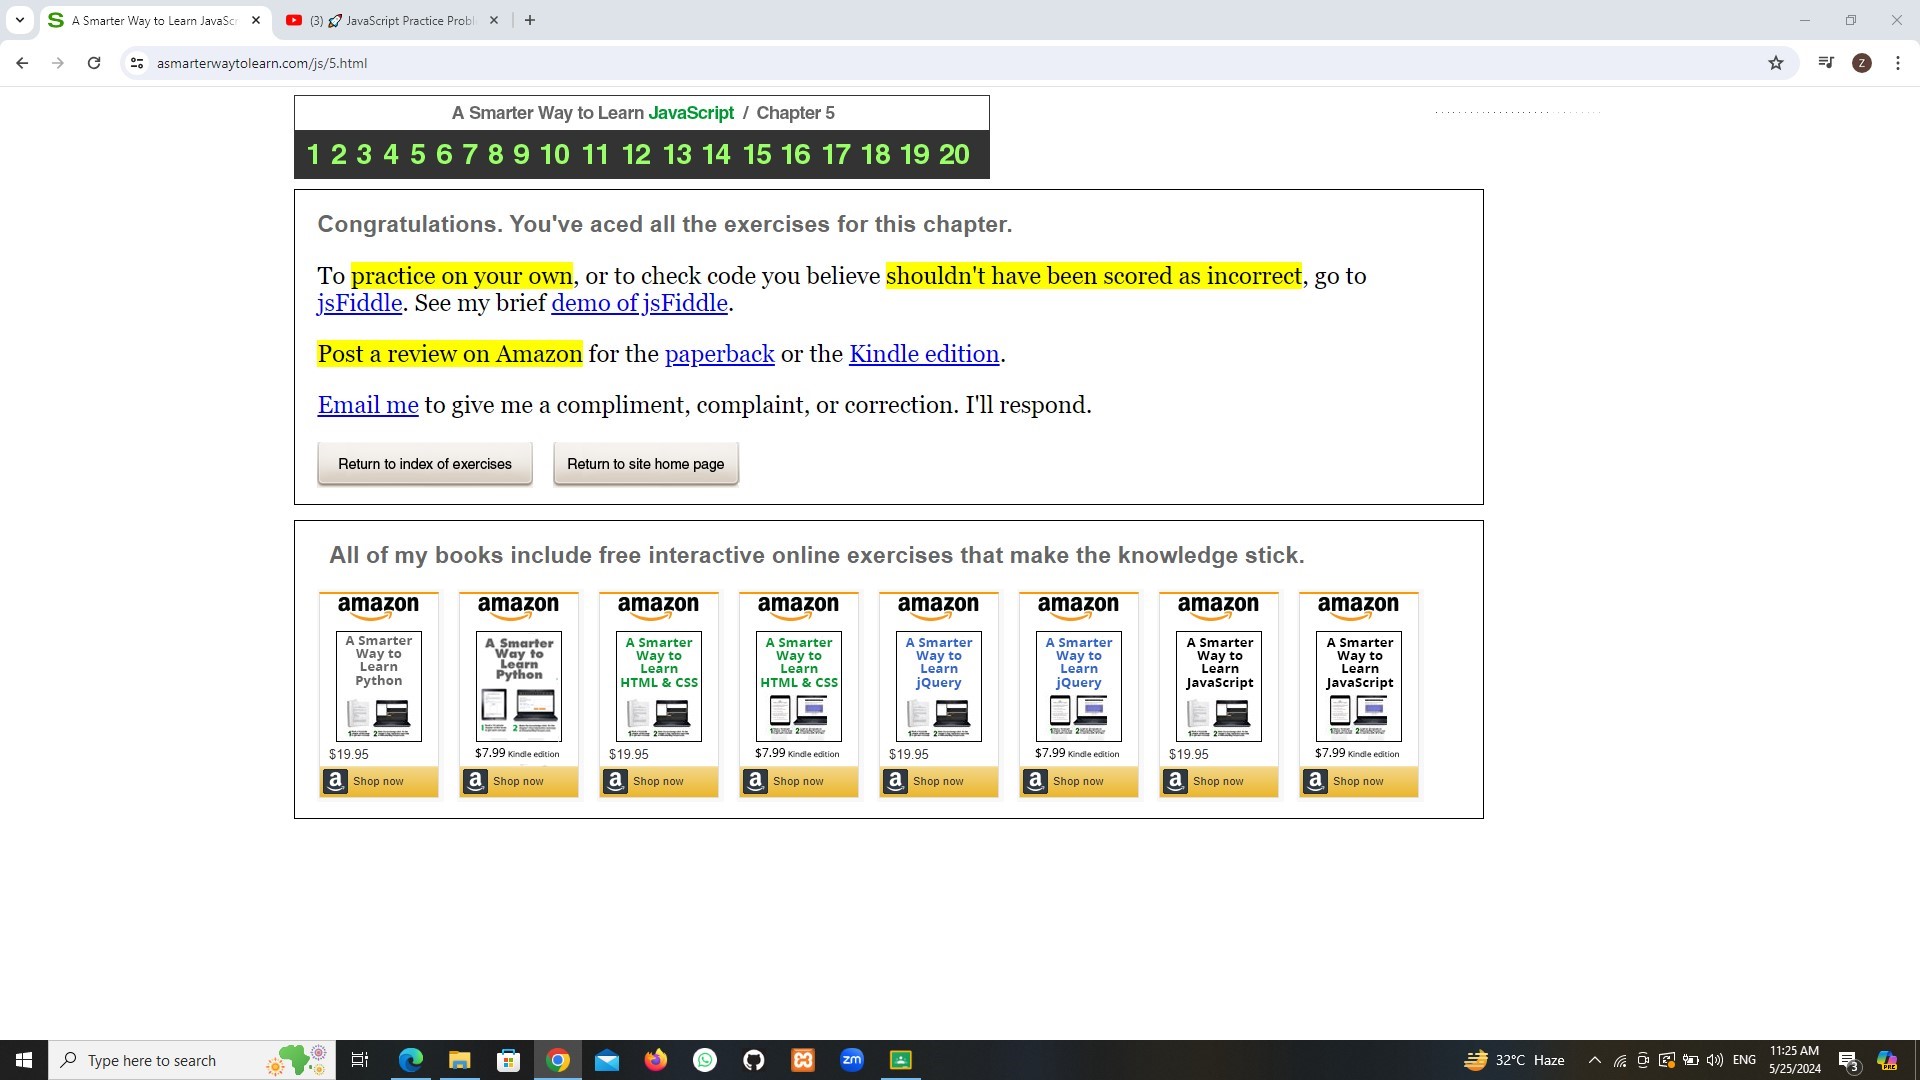 A Smarter Way to Learn JavaSc
(3) 🚀 JavaScript Practice Probl
asmarterwaytolearn.com/js/5.html
Z
A Smarter Way to Learn JavaScript / Chapter 5
1 2 3 4 5 6 7 8 9 10 11 12 13 14 15 16 17 18 19 20
Congratulations. You've aced all the exercises for this chapter.
To practice on your own, or to check code you believe shouldn't have been scored as incorrect, go to
jsFiddle. See my brief demo of jsFiddle.
Post a review on Amazon for the paperback or the Kindle edition.
Email me to give me a compliment, complaint, or correction. I'll respond.
Return to index of exercises
Return to site home page
All of my books include free interactive online exercises that make the knowledge stick.
amazon
A Smarter
Way to
Learn
Python
$19.95
Shop now
amazon
A Smarter
Way to
Learn
Python
$7.99 Kindle edition
Shop now
amazon
A Smarter
Way to
Learn
HTML & CSS
$19.95
Shop now
amazon
A Smarter
Way to
Learn
HTML & CSS
$7.99 Kindle edition
Shop now
amazon
A Smarter
Way to
Learn
jQuery
$19.95
Shop now
amazon
A Smarter
Way to
Learn
jQuery
$7.99 Kindle edition
Shop now
amazon
A Smarter
Way to
Learn
JavaScript
$19.95
Shop now
amazon
A Smarter
Way to
Learn
JavaScript
$7.99 Kindle edition
Shop now
Type here to search
zm
32°C Haze
ENG
11:25 AM
5/25/2024
3
PRE